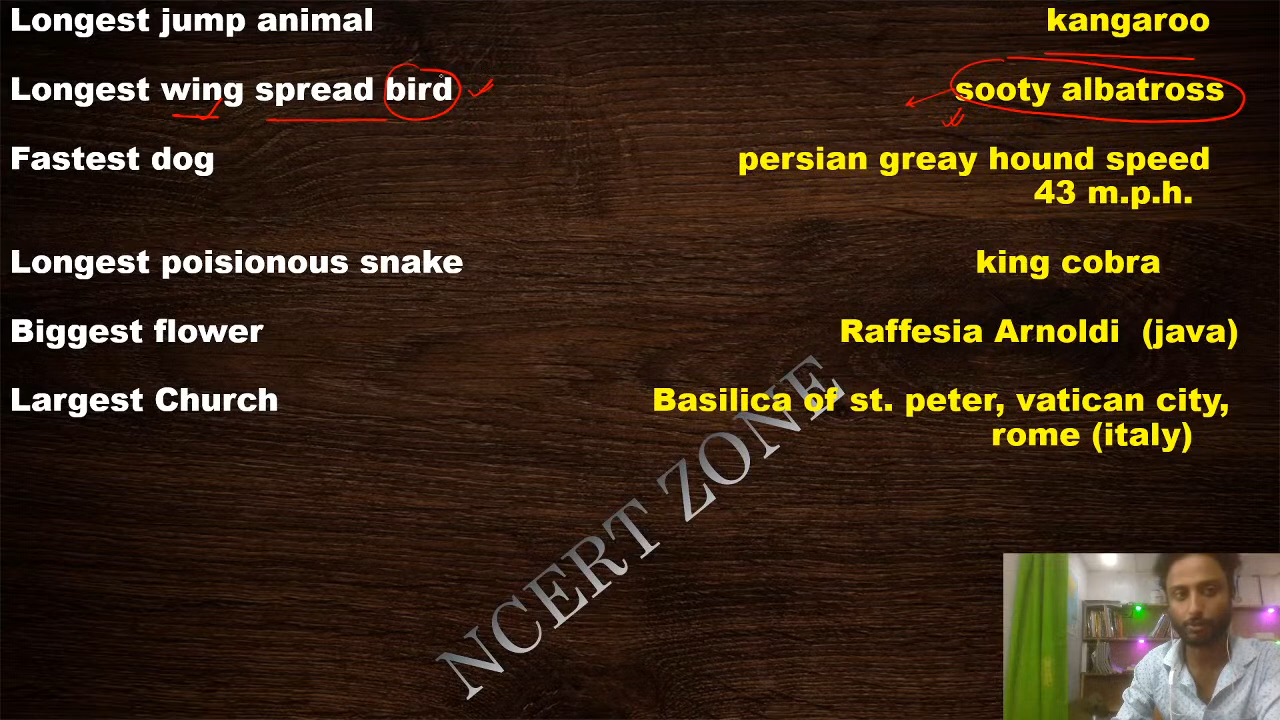 Longest jump animal kangaroo
Longest wing spread bird sooty albatross
Fastest dog persian greay hound speed
43 m.p.h.
Longest poisionous snake king cobra
Biggest flower Raffesia Arnoldi (java)
Largest Church Basilica of st. peter, vatican city,
rome (italy)
NCERT ZONE